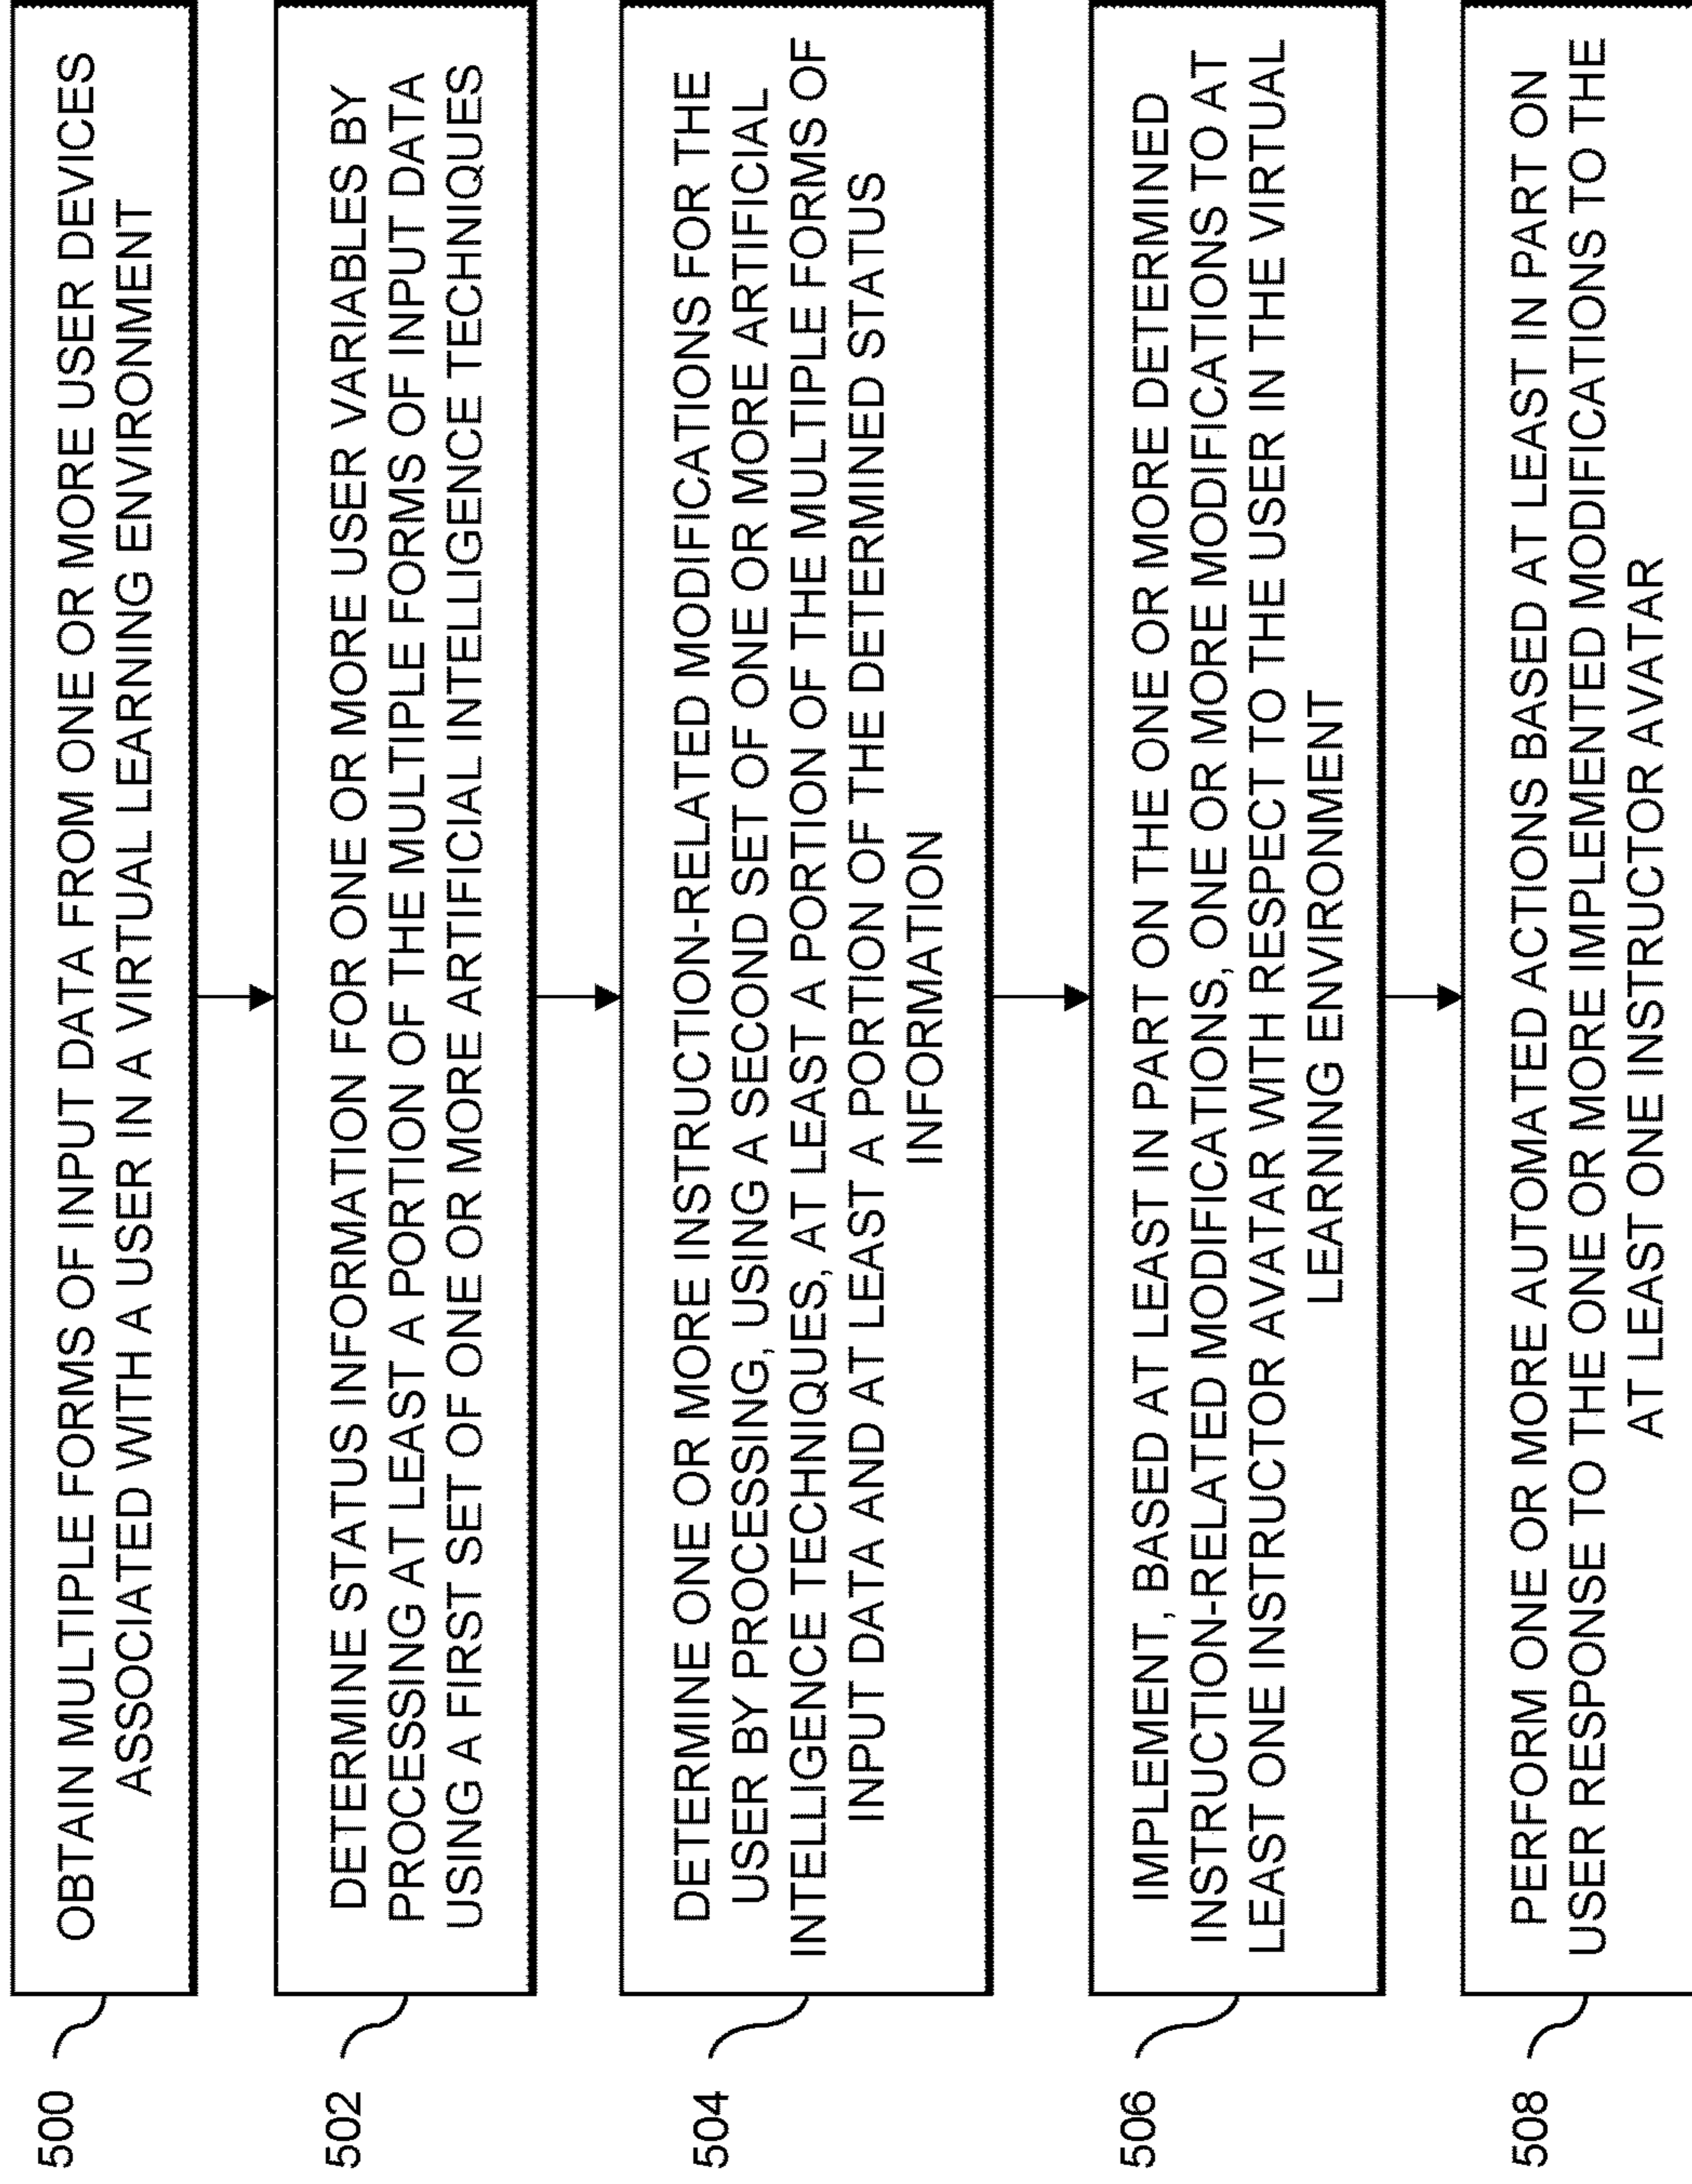 500
OBTAIN MULTIPLE FORMS OF INPUT DATA FROM ONE OR MORE USER DEVICES
ASSOCIATED WITH A USER IN A VIRTUAL LEARNING ENVIRONMENT
502
DETERMINE STATUS INFORMATION FOR ONE OR MORE USER VARIABLES BY
PROCESSING AT LEAST A PORTION OF THE MULTIPLE FORMS OF INPUT DATA
USING A FIRST SET OF ONE OR MORE ARTIFICIAL INTELLIGENCE TECHNIQUES
504
DETERMINE ONE OR MORE INSTRUCTION-RELATED MODIFICATIONS FOR THE
USER BY PROCESSING, USING A SECOND SET OF ONE OR MORE ARTIFICIAL
INTELLIGENCE TECHNIQUES, AT LEAST A PORTION OF THE MULTIPLE FORMS OF
INPUT DATA AND AT LEAST A PORTION OF THE DETERMINED STATUS
INFORMATION
506
IMPLEMENT, BASED AT LEAST IN PART ON THE ONE OR MORE DETERMINED
INSTRUCTION-RELATED MODIFICATIONS, ONE OR MORE MODIFICATIONS TO AT
LEAST ONE INSTRUCTOR AVATAR WITH RESPECT TO THE USER IN THE VIRTUAL
LEARNING ENVIRONMENT
508
PERFORM ONE OR MORE AUTOMATED ACTIONS BASED AT LEAST IN PART ON
USER RESPONSE TO THE ONE OR MORE IMPLEMENTED MODIFICATIONS TO THE
AT LEAST ONE INSTRUCTOR AVATAR